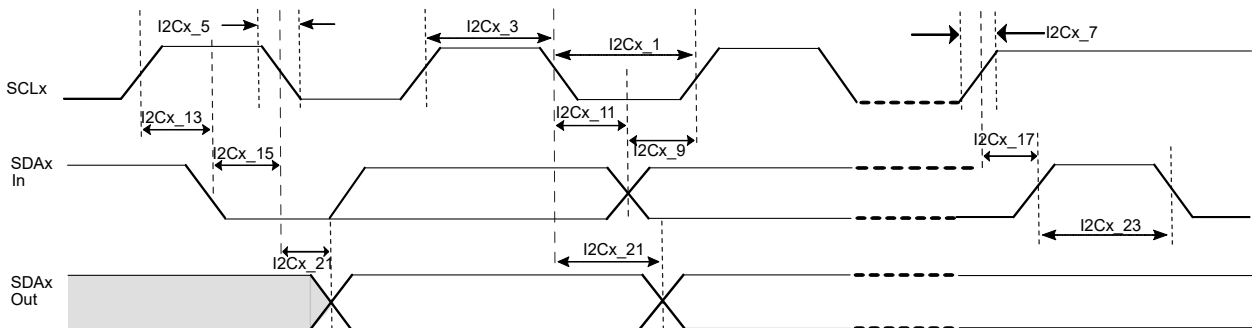 I2Cx_5
I2Cx_3
I2Cx_1
I2Cx_7
SCLx
I2Cx_13
I2Cx_11
I2Cx_17
I2Cx_15
I2Cx_9
SDAx
In
I2Cx_23
I2Cx_21
I2Cx_21
SDAx
Out